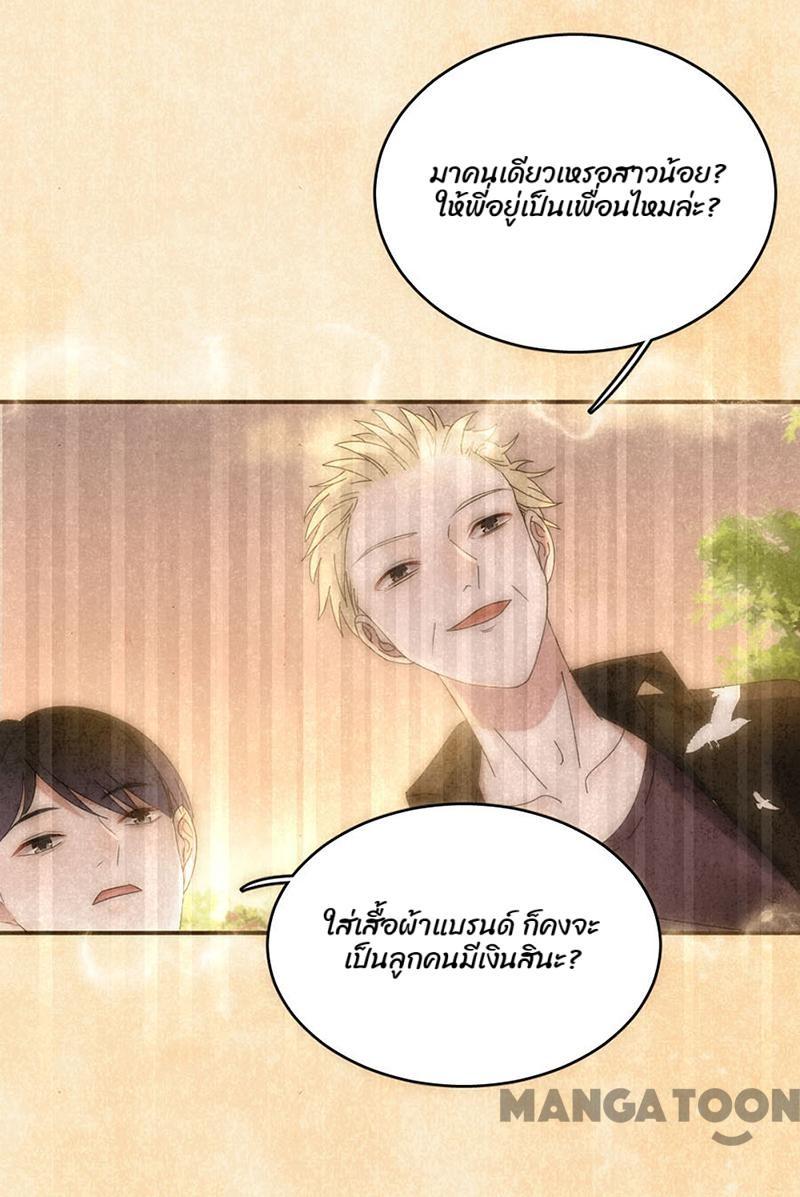 มาคนเดียวเหรอสาวน้อย?
ให้พี่อยู่เป็นเพื่อนไหมล่ะ?
ใส่เสื้อผ้าแบรนด์ ก็คงจะ
เป็นลูกคนมีเงินสินะ?
MANGATOON